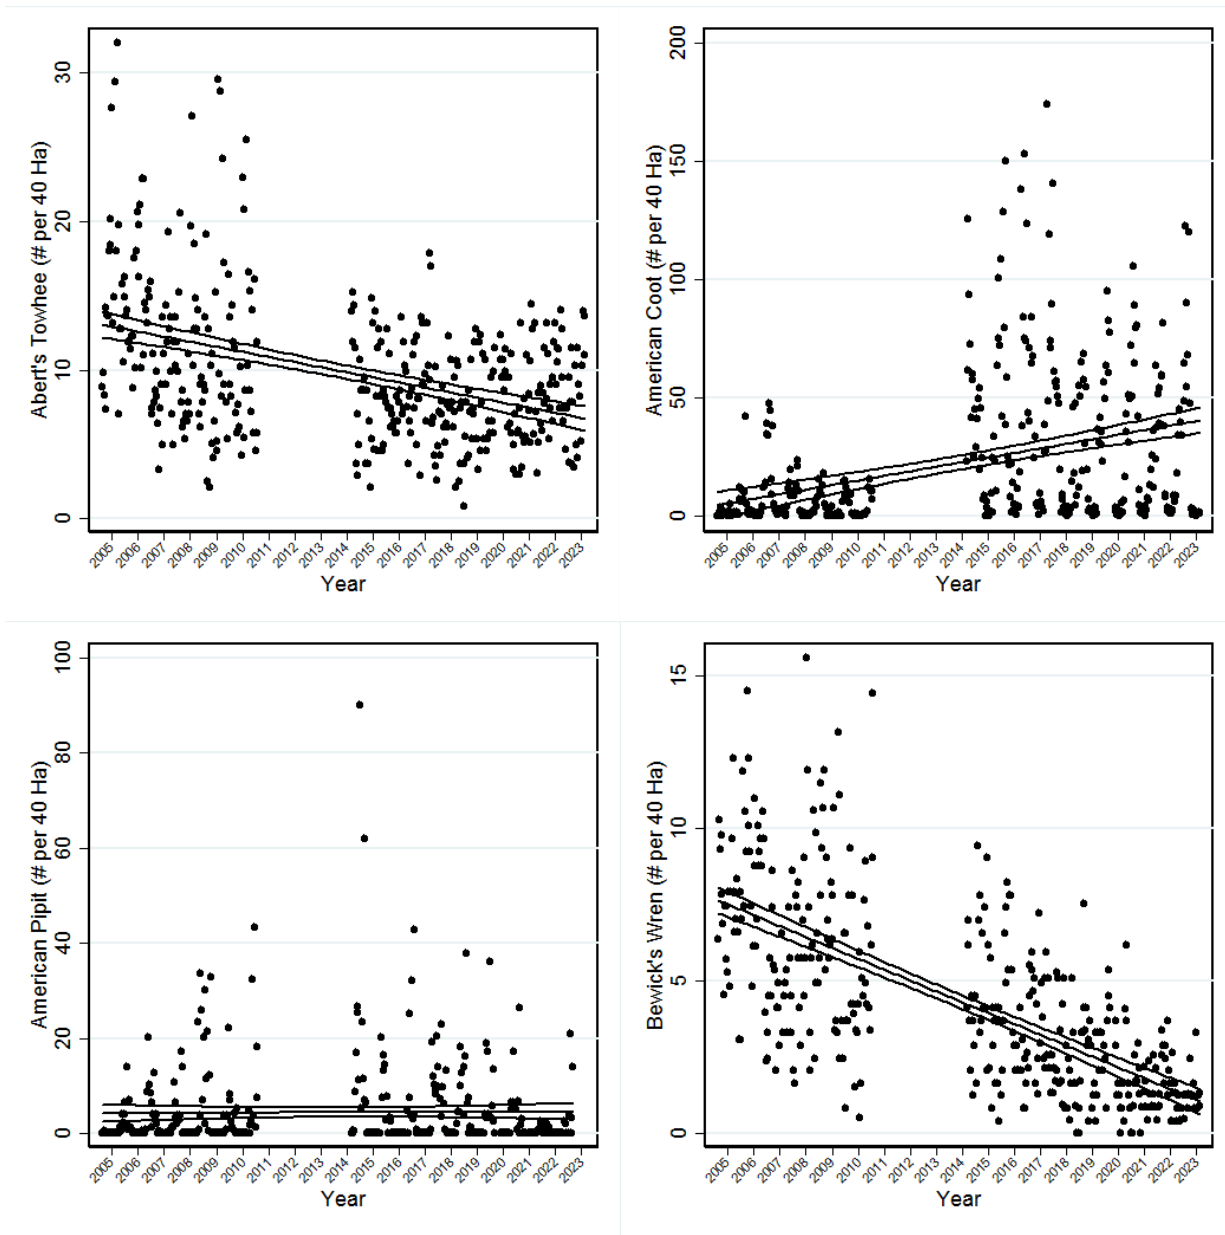 Abert's Towhee (# per 40 Ha)
30
20
10
0
2005 2006 2007 2008 2009 2010 2011 2012 2013 2014 2015 2016 2017 2018 2019 2020 2021 2022 2023
Year
American Coot (# per 40 Ha)
200
150
100
50
0
2005 2006 2007 2008 2009 2010 2011 2012 2013 2014 2015 2016 2017 2018 2019 2020 2021 2022 2023
Year
American Pipit (# per 40 Ha)
100
80
60
40
20
0
2005 2006 2007 2008 2009 2010 2011 2012 2013 2014 2015 2016 2017 2018 2019 2020 2021 2022 2023
Year
Bewick's Wren (# per 40 Ha)
15
10
5
0
2005 2006 2007 2008 2009 2010 2011 2012 2013 2014 2015 2016 2017 2018 2019 2020 2021 2022 2023
Year